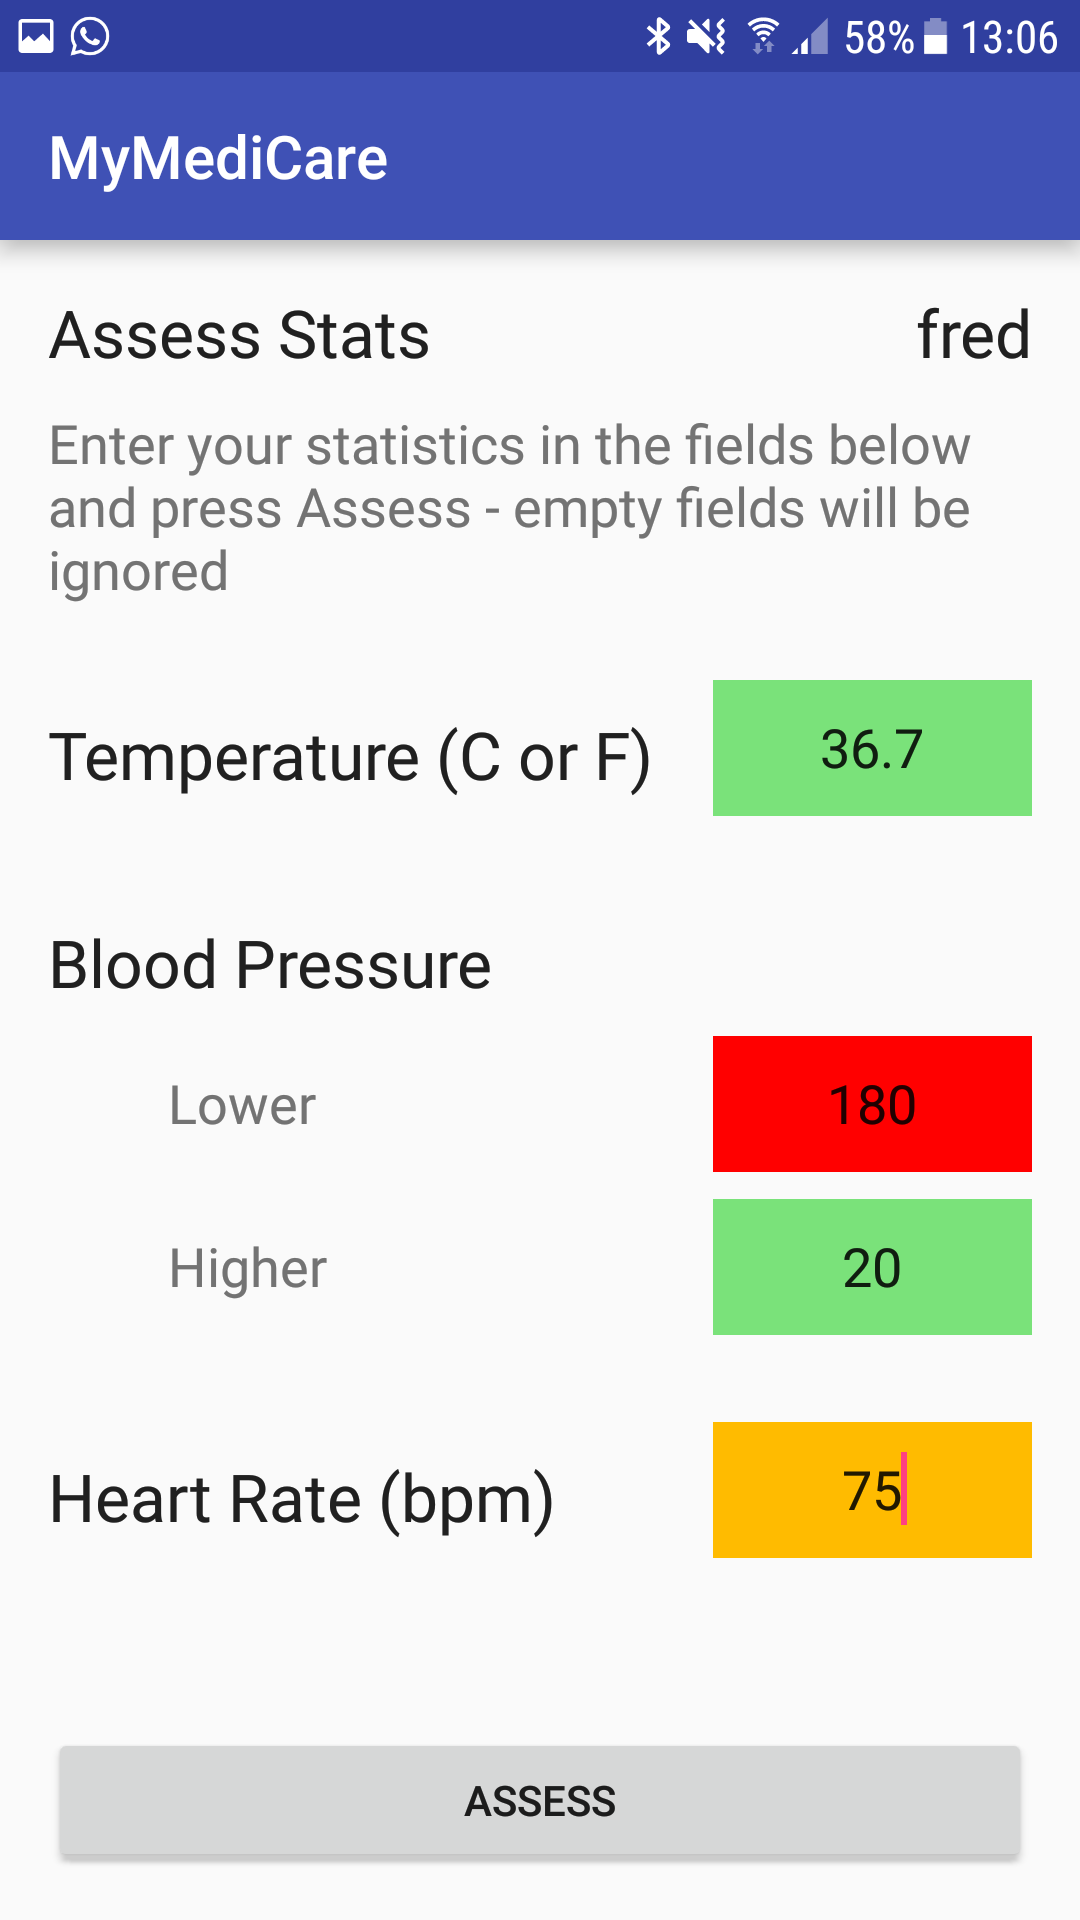 58% 13:06
MyMediCare
Assess Stats fred
Enter your statistics in the fields below
and press Assess - empty fields will be
ignored
Temperature (C or F) 36.7
Blood Pressure
Lower 180
Higher 20
Heart Rate (bpm) 75
ASSESS